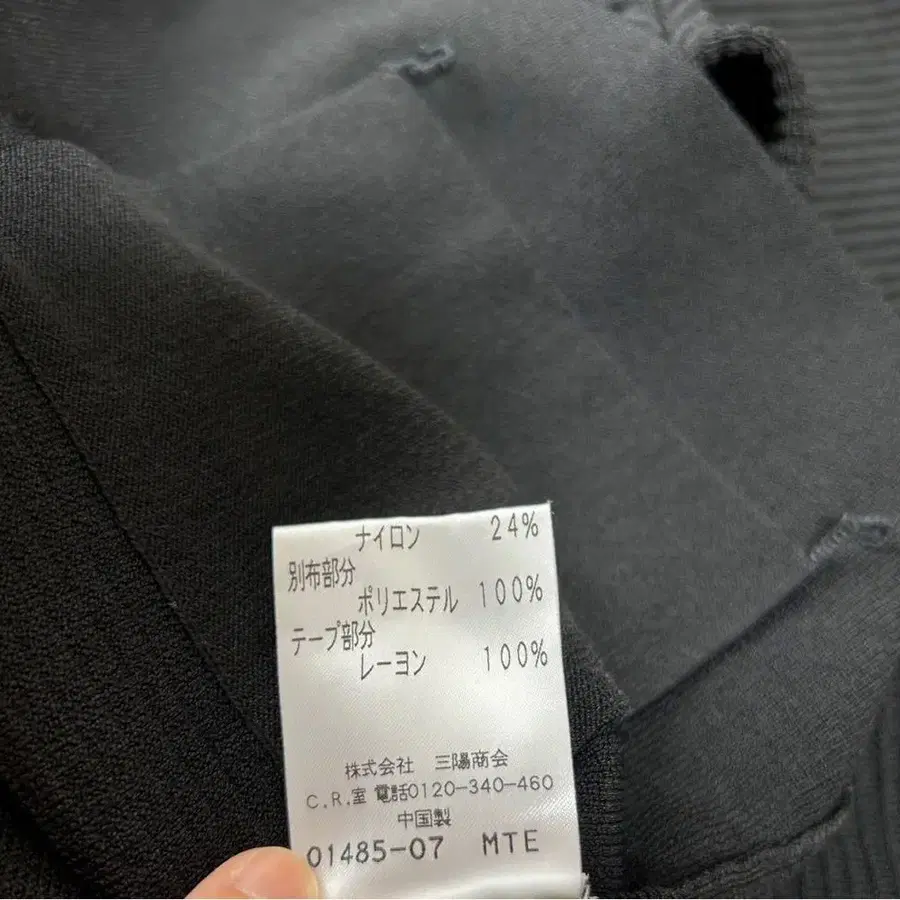 ナイロン 24%
別布部分
ポリエステル 100%
テープ部分
レーヨン 100%
株式会社 三陽商会
C.R.室 電話0120-340-460
中国製
01485-07 MTE